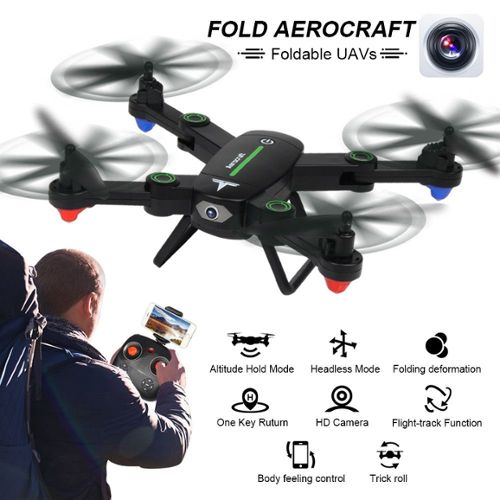 FOLD AEROCRAFT
Foldable UAVs
Aerocraft
Altitude Hold Mode
Headless Mode
Folding deformation
H
One Key Ruturn
HD Camera
Flight-track Function
Body feeling control
Trick roll